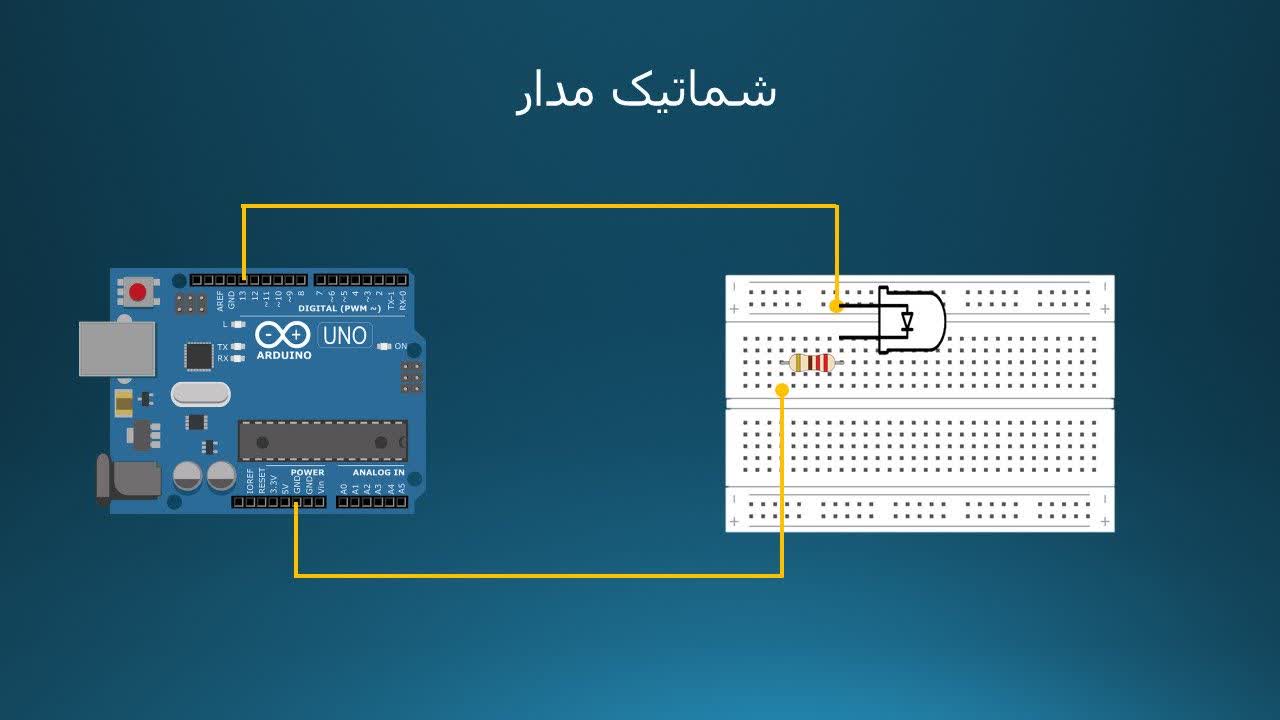 شماتیک مدار
AREF
GND
13
12
~11
~10
~9
8
7
~6
~5
4
~3
2
TX-1
RX-0
DIGITAL (PWM ~)
L
TX
RX
UNO
ON
ARDUINO
IOREF
RESET
3.3V
5V
GND
GND
Vin
POWER
ANALOG IN
A0
A1
A2
A3
A4
A5